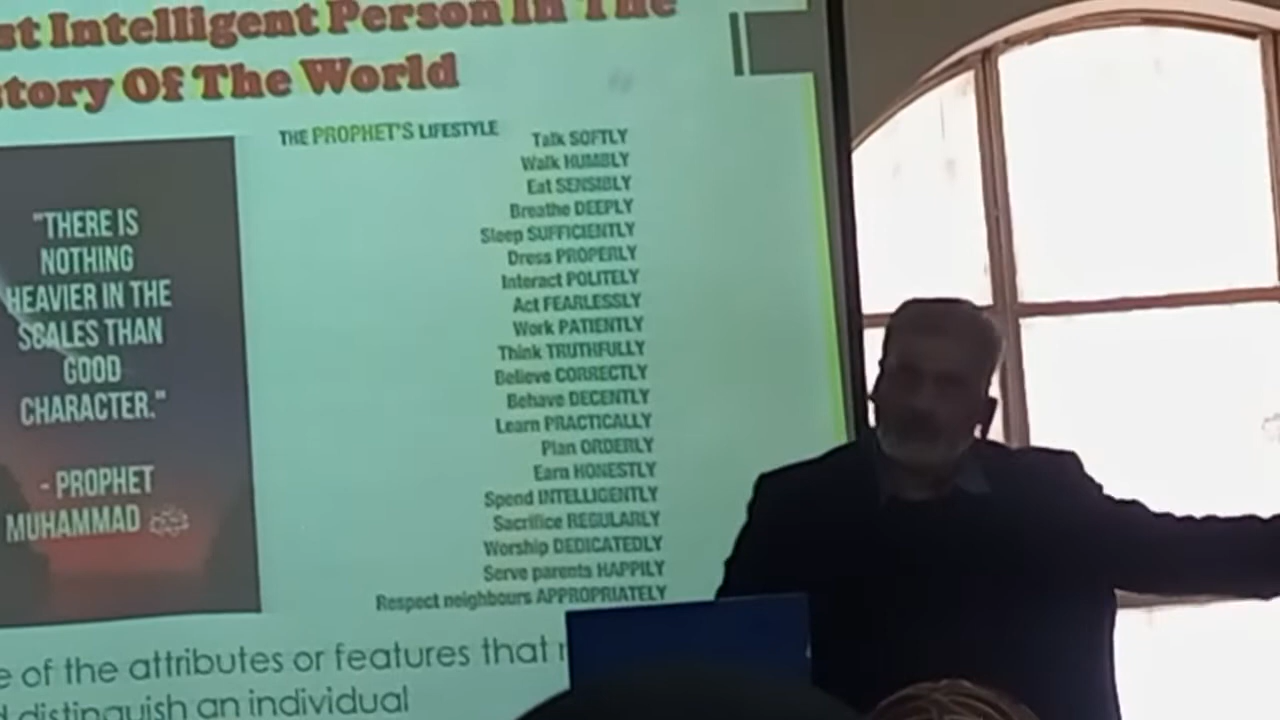 st Intelligent Person In The
story Of The World
THE PROPHET'S LIFESTYLE
Talk SOFTLY
Walk HUMBLY
Eat SENSIBLY
Breathe DEEPLY
Sleep SUFFICIENTLY
Dress PROPERLY
Interact POLITELY
Act FEARLESSLY
Work PATIENTLY
Think TRUTHFULLY
Believe CORRECTLY
Behave DECENTLY
Learn PRACTICALLY
Plan ORDERLY
Earn HONESTLY
Spend INTELLIGENTLY
Sacrifice REGULARLY
Worship DEDICATEDLY
Serve parents HAPPILY
Respect neighbours APPROPRIATELY
"THERE IS
NOTHING
HEAVIER IN THE
SCALES THAN
GOOD
CHARACTER."
- PROPHET
MUHAMMAD
e of the attributes or features that
d distinguish an individual